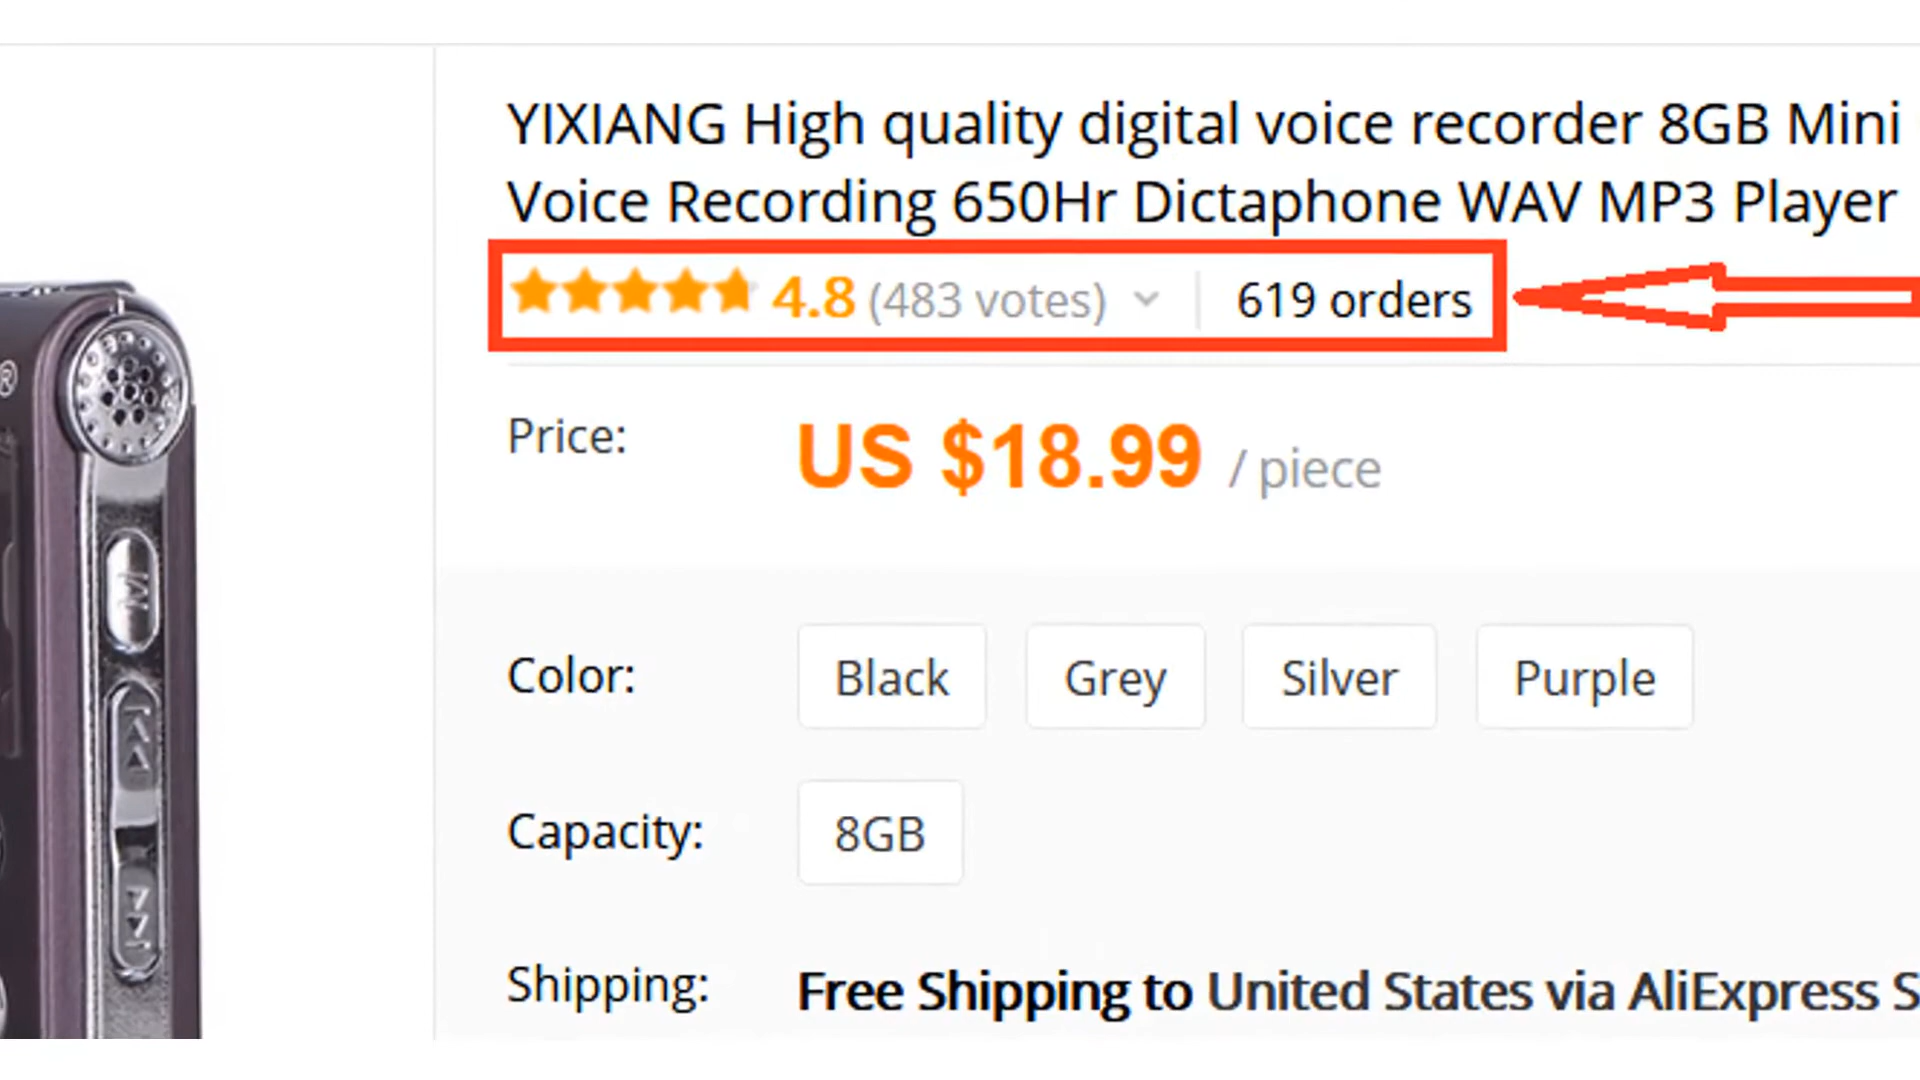 YIXIANG High quality digital voice recorder 8GB Mini
Voice Recording 650Hr Dictaphone WAV MP3 Player
4.8 (483 votes) 619 orders
®
Price: US $18.99 / piece
Color: Black Grey Silver Purple
Capacity: 8GB
Shipping: Free Shipping to United States via AliExpress S